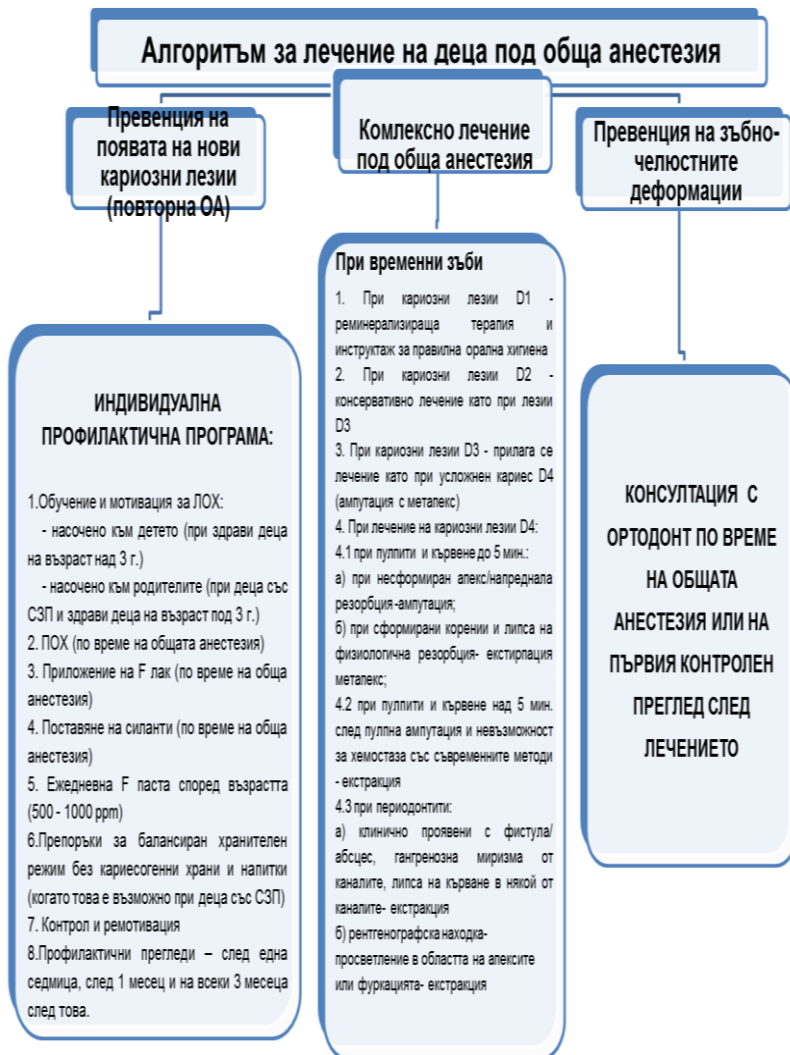 Алгоритъм за лечение на деца под обща анестезия
Превенция на
появата на нови
кариозни лезии
(повторна ОА)
Комлексно лечение
под обща анестезия
Превенция на зъбно-
челюстните
деформации
ИНДИВИДУАЛНА
ПРОФИЛАКТИЧНА ПРОГРАМА:
1.Обучение и мотивация за ЛОХ:
- насочено към детето (при здрави деца
на възраст над 3 г.)
- насочено към родителите (при деца със
СЗП и здрави деца на възраст под 3 г.)
2. ПОХ (по време на общата анестезия)
3. Приложение на F лак (по време на обща
анестезия)
4. Поставяне на силанти (по време на обща
анестезия)
5. Ежедневна F паста според възрастта
(500 - 1000 ppm)
6.Препоръки за балансиран хранителен
режим без кариесогенни храни и напитки
(когато това е възможно при деца със СЗП)
7. Контрол и ремотивация
8.Профилактични прегледи – след една
седмица, след 1 месец и на всеки 3 месеца
след това.
При временни зъби
1. При кариозни лезии D1 -
реминерализираща терапия и
инструктаж за правилна орална хигиена
2. При кариозни лезии D2 -
консервативно лечение като при лезии
D3
3. При кариозни лезии D3 - прилага се
лечение като при усложнен кариес D4
(ампутация с метапекс)
4. При лечение на кариозни лезии D4:
4.1 при пулпити и кървене до 5 мин.:
а) при несформиран апекс/напреднала
резорбция -ампутация;
б) при сформирани корении и липса на
физиологична резорбция- екстирпация
метапекс;
4.2 при пулпити и кървене над 5 мин.
след пулпна ампутация и невъзможност
за хемостаза със съвременните методи
- екстракция
4.3 при периодонтити:
а) клинично проявени с фистула/
абсцес, гангренозна миризма от
каналите, липса на кърване в някой от
каналите- екстракция
б) рентгенографска находка-
просветление в областта на апексите
или фуркацията- екстракция
КОНСУЛТАЦИЯ С
ОРТОДОНТ ПО ВРЕМЕ
НА ОБЩАТА
АНЕСТЕЗИЯ ИЛИ НА
ПЪРВИЯ КОНТРОЛЕН
ПРЕГЛЕД СЛЕД
ЛЕЧЕНИЕТО